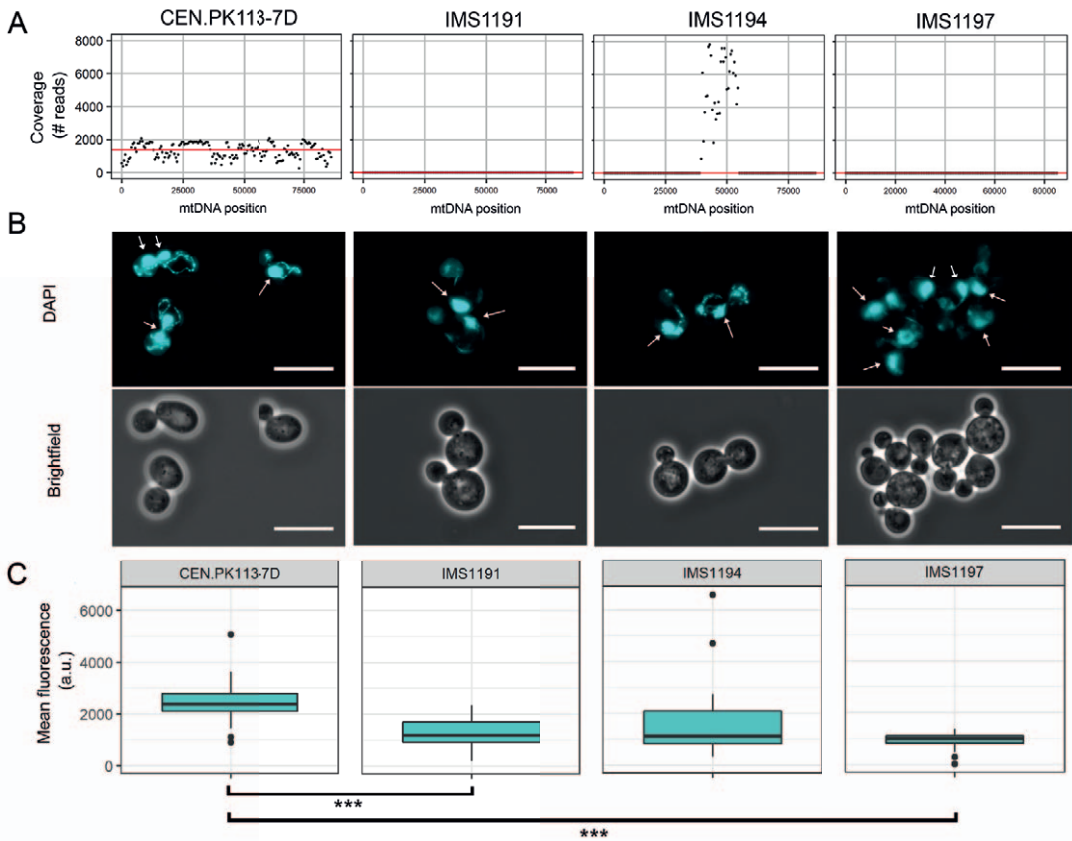 A
CEN.PK113-7D IMS1191 IMS1194 IMS1197
Coverage
(# reads)
8000
6000
4000
2000
0
0 25000 50000 75000
0 25000 50000 75000
0 25000 50000 75000
0 20000 40000 60000 80000
mtDNA position mtDNA position mtDNA position mtDNA position
B
DAPI
Brightfield
C
CEN.PK113-7D IMS1191 IMS1194 IMS1197
Mean fluorescence
(a.u.)
6000
4000
2000
0
***
***